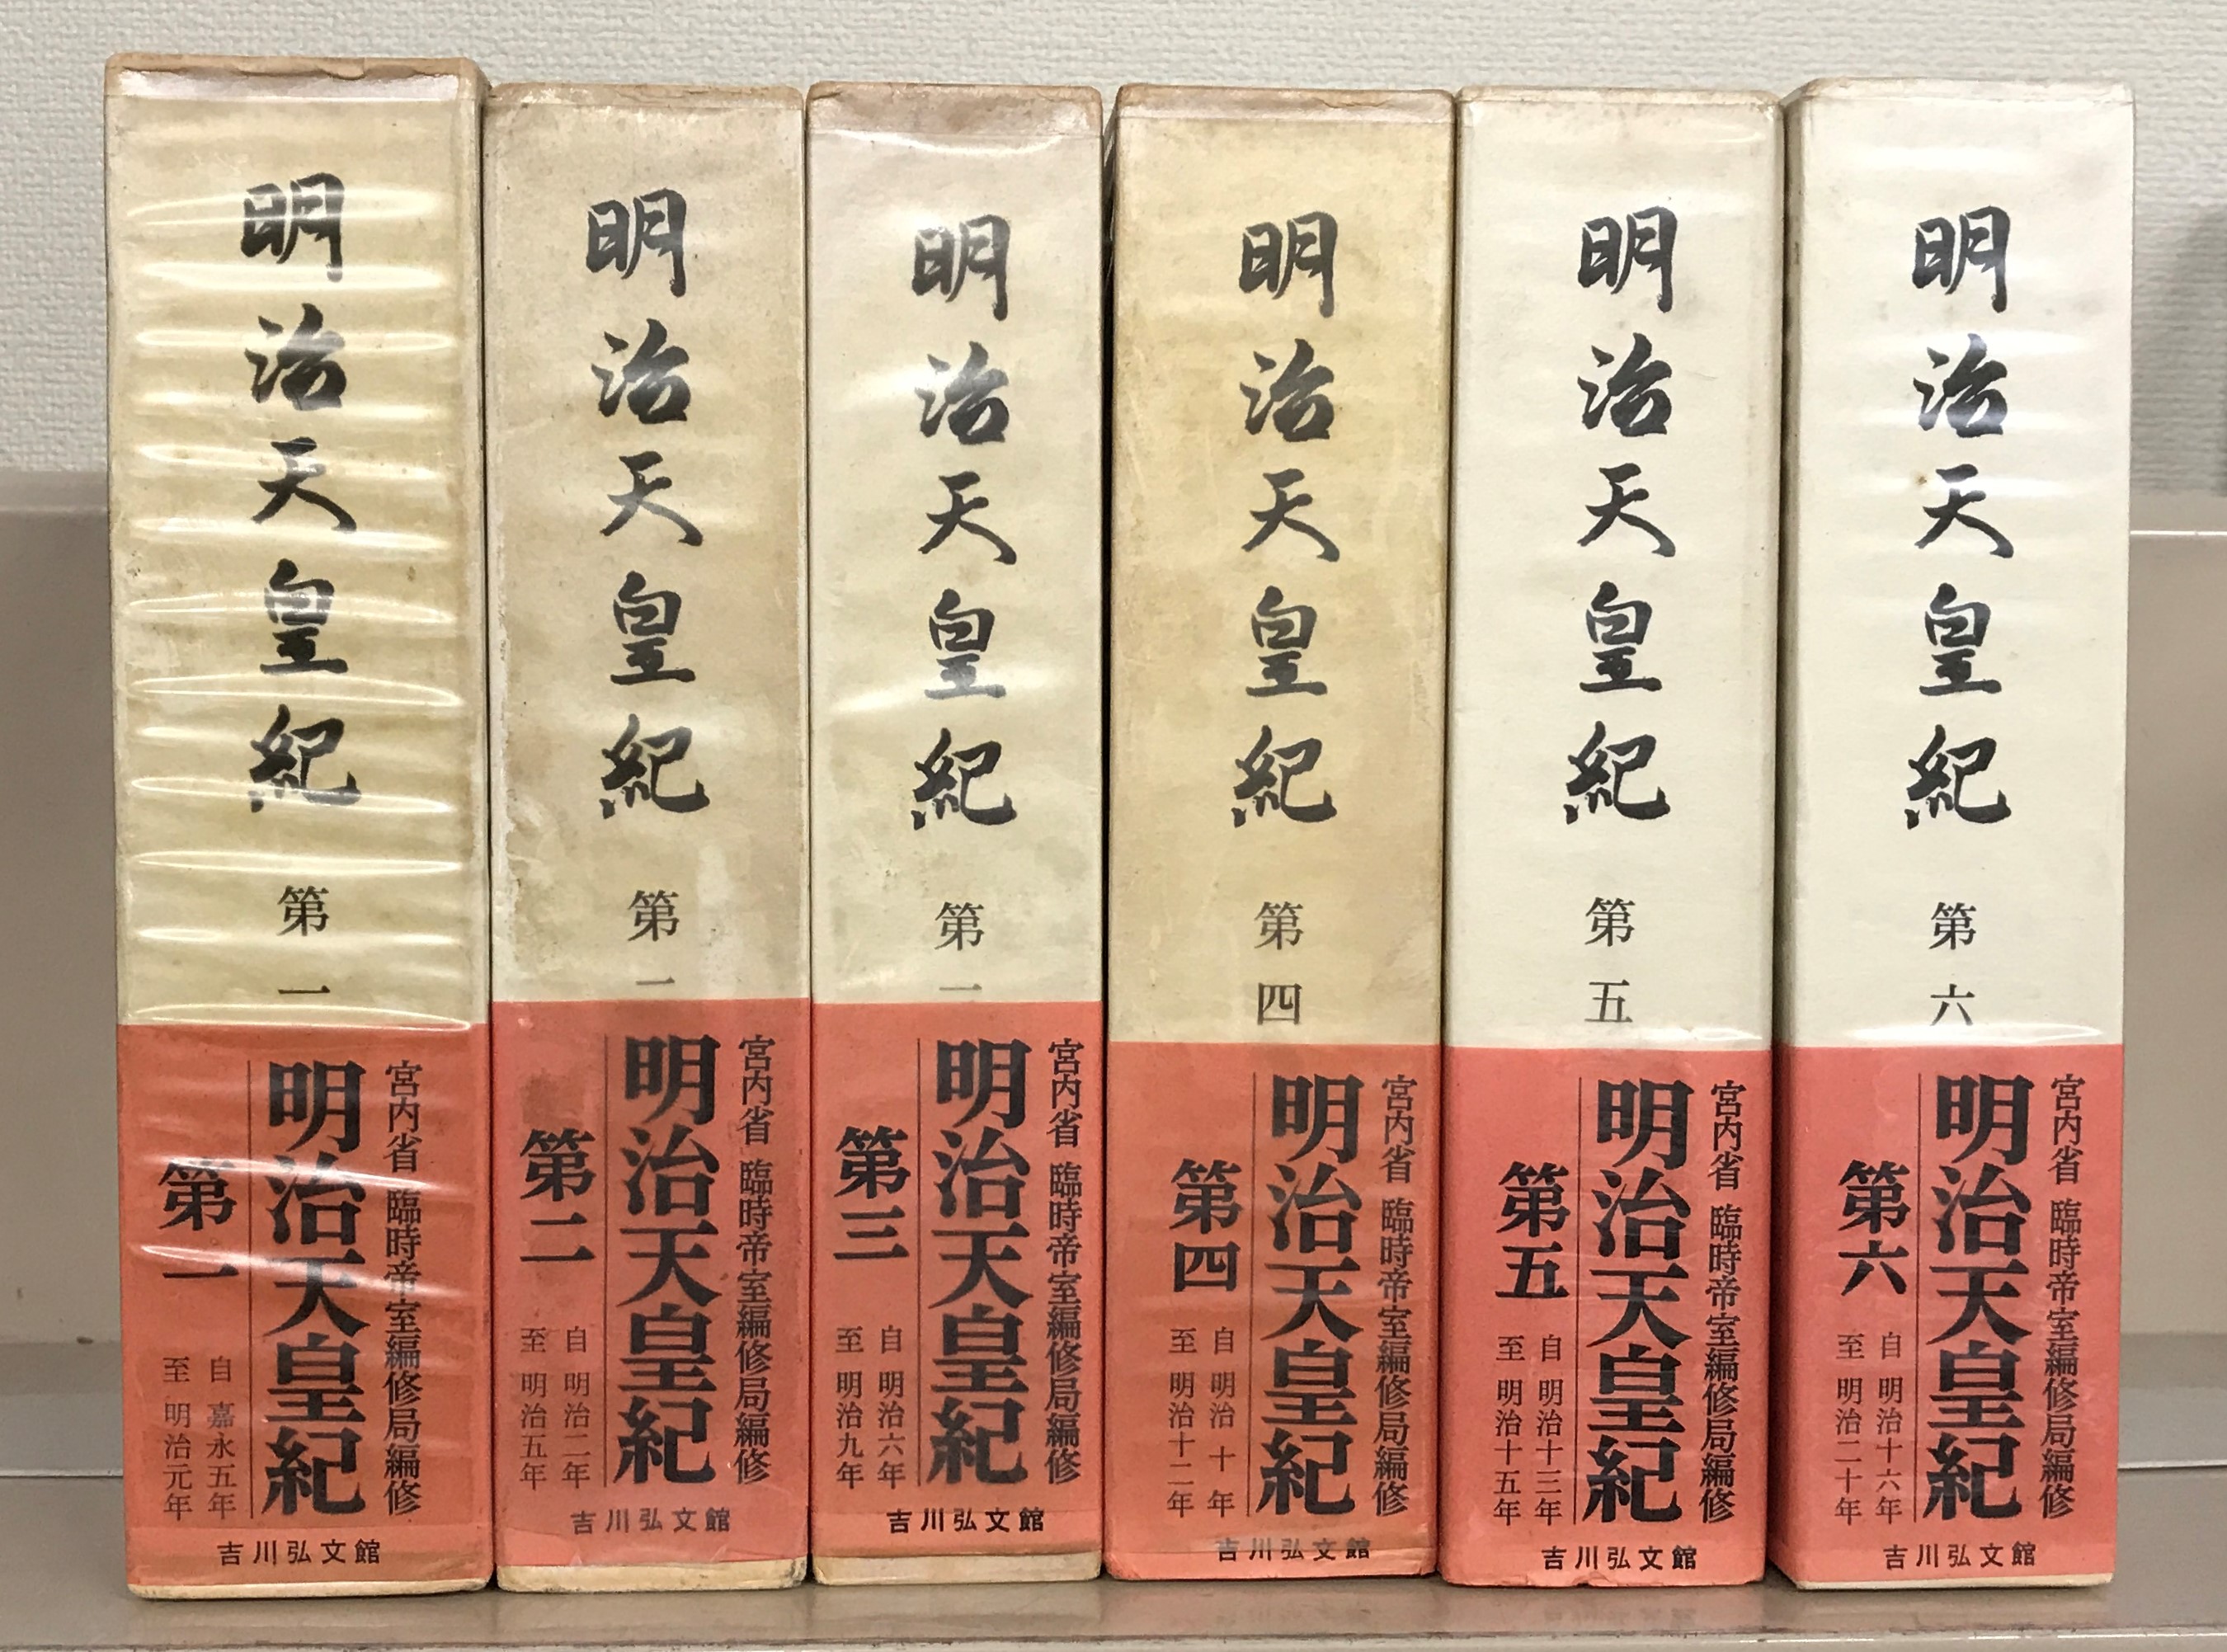 明治天皇紀
第一
宮内省 臨時帝室編修局編修
明治天皇紀
第一
自 嘉永五年
至 明治元年
吉川弘文館
明治天皇紀
第
宮内省 臨時帝室編修局編修
明治天皇紀
第二
自 明治二年
至 明治五年
吉川弘文館
明治天皇紀
第
宮内省 臨時帝室編修局編修
明治天皇紀
第三
自 明治六年
至 明治九年
吉川弘文館
明治天皇紀
第四
宮内省 臨時帝室編修局編修
明治天皇紀
第四
自 明治十年
至 明治十二年
吉川弘文館
明治天皇紀
第五
宮内省 臨時帝室編修局編修
明治天皇紀
第五
自 明治十三年
至 明治十五年
吉川弘文館
明治天皇紀
第六
宮内省 臨時帝室編修局編修
明治天皇紀
第六
自 明治十六年
至 明治二十年
吉川弘文館